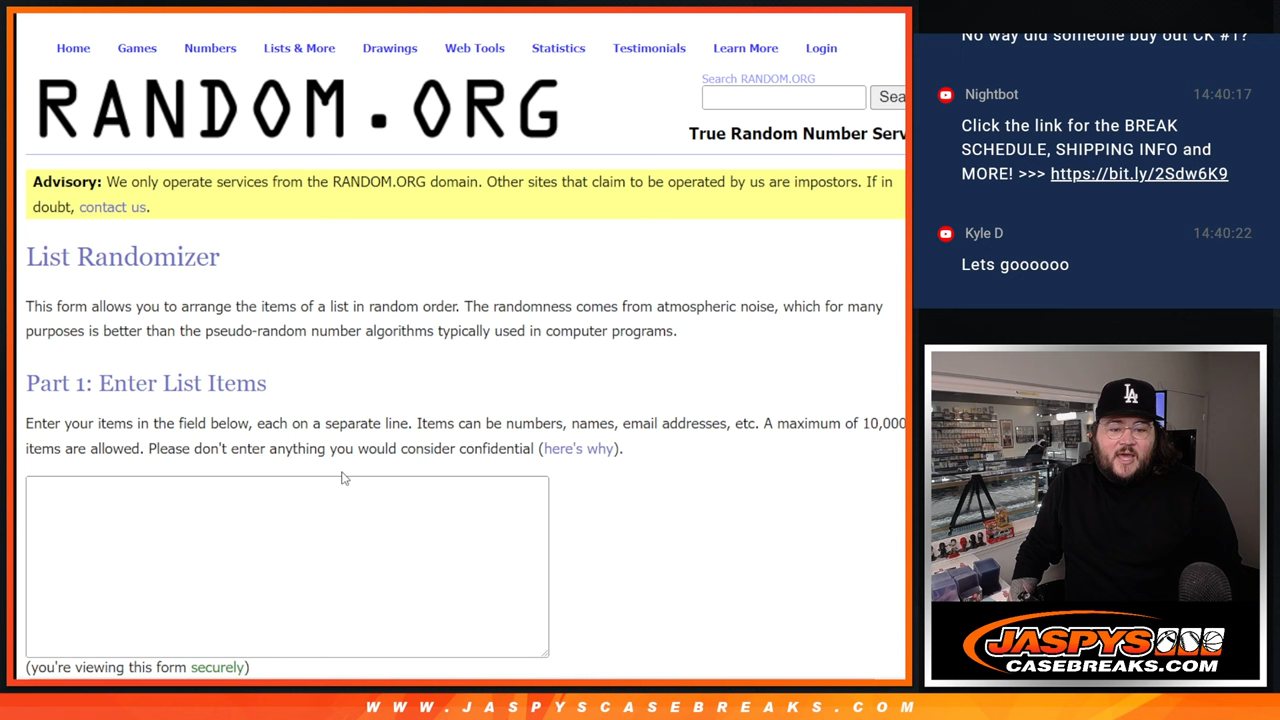 Home Games Numbers Lists & More Drawings Web Tools Statistics Testimonials Learn More Login
RANDOM.ORG
Search RANDOM.ORG
Sea
True Random Number Serv
Advisory: We only operate services from the RANDOM.ORG domain. Other sites that claim to be operated by us are impostors. If in
doubt, contact us.
List Randomizer
This form allows you to arrange the items of a list in random order. The randomness comes from atmospheric noise, which for many
purposes is better than the pseudo-random number algorithms typically used in computer programs.
Part 1: Enter List Items
Enter your items in the field below, each on a separate line. Items can be numbers, names, email addresses, etc. A maximum of 10,000
items are allowed. Please don't enter anything you would consider confidential (here's why).
(you're viewing this form securely)
No way did someone buy out CK #1?
Nightbot 14:40:17
Click the link for the BREAK
SCHEDULE, SHIPPING INFO and
MORE! >>> https://bit.ly/2Sdw6K9
Kyle D 14:40:22
Lets goooooo
LA
JASPYS
CASEBREAKS.COM
WWW.JASPYSCASEBREAKS.COM